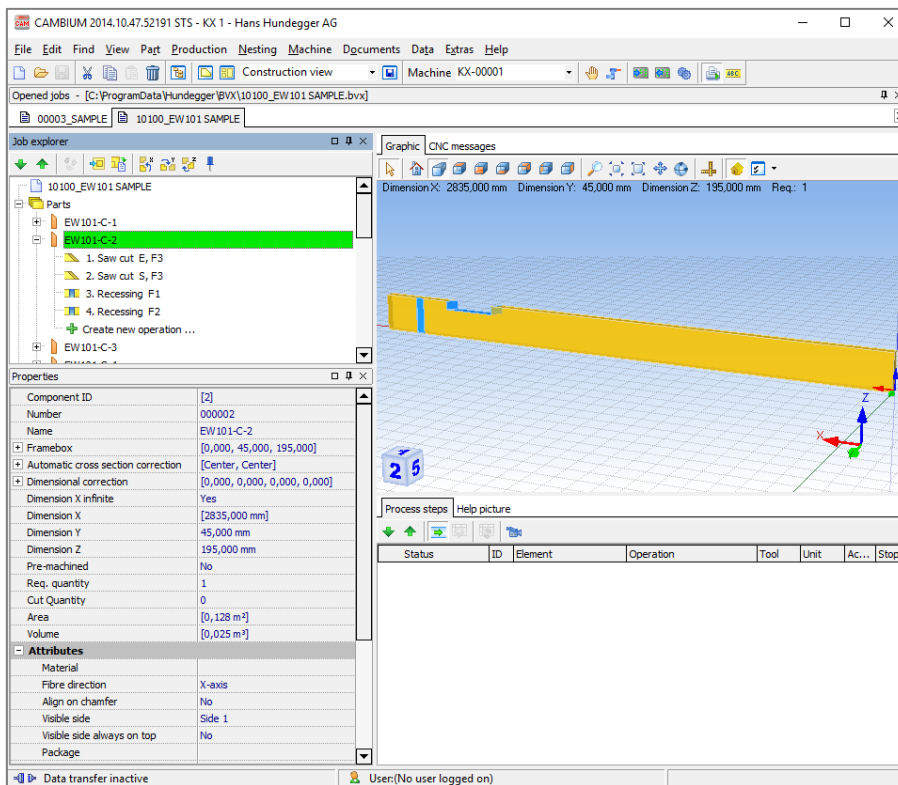 CAMBIUM 2014.10.47.52191 STS - KX 1 - Hans Hundegger AG
File Edit Find View Part Production Nesting Machine Documents Data Extras Help
Construction view Machine KX-00001 ABC
Opened jobs - [C:\ProgramData\Hundegger\BVX\10100_EW101 SAMPLE.bvx]
00003_SAMPLE 10100_EW101 SAMPLE
Job explorer
10100_EW101 SAMPLE
Parts
EW101-C-1
EW101-C-2
1. Saw cut E, F3
2. Saw cut S, F3
3. Recessing F1
4. Recessing F2
Create new operation ...
EW101-C-3
Properties
Component ID [2]
Number 000002
Name EW101-C-2
Framebox [0,000, 45,000, 195,000]
Automatic cross section correction [Center, Center]
Dimensional correction [0,000, 0,000, 0,000, 0,000]
Dimension X infinite Yes
Dimension X [2835,000 mm]
Dimension Y 45,000 mm
Dimension Z 195,000 mm
Pre-machined No
Req. quantity 1
Cut Quantity 0
Area [0,128 m²]
Volume [0,025 m³]
Attributes
Material
Fibre direction X-axis
Align on chamfer No
Visible side Side 1
Visible side always on top No
Package
Graphic CNC messages
Dimension X: 2835,000 mm Dimension Y: 45,000 mm Dimension Z: 195,000 mm Req.: 1
Z
X
2 5
Process steps Help picture
Status ID Element Operation Tool Unit Ac... Stop
Data transfer inactive User:(No user logged on)